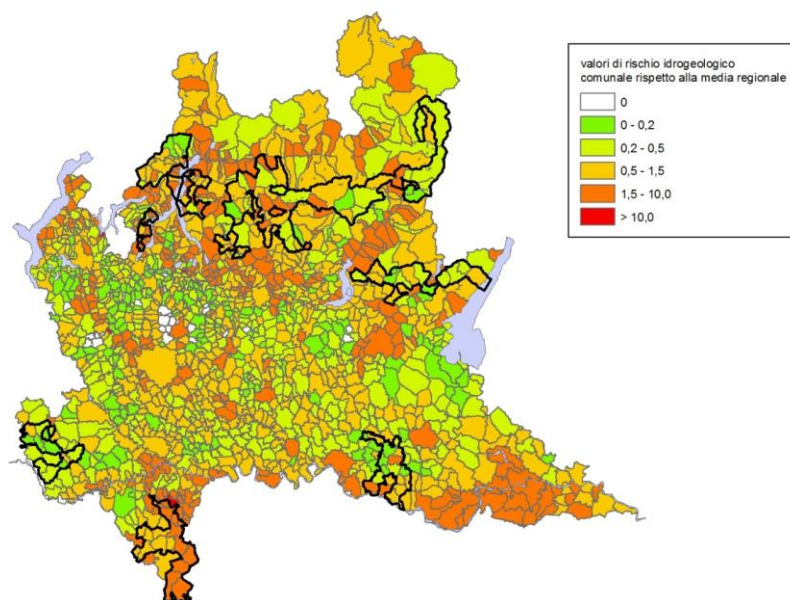 valori di rischio idrogeologico
comunale rispetto alla media regionale
0
0 - 0,2
0,2 - 0,5
0,5 - 1,5
1,5 - 10,0
> 10,0